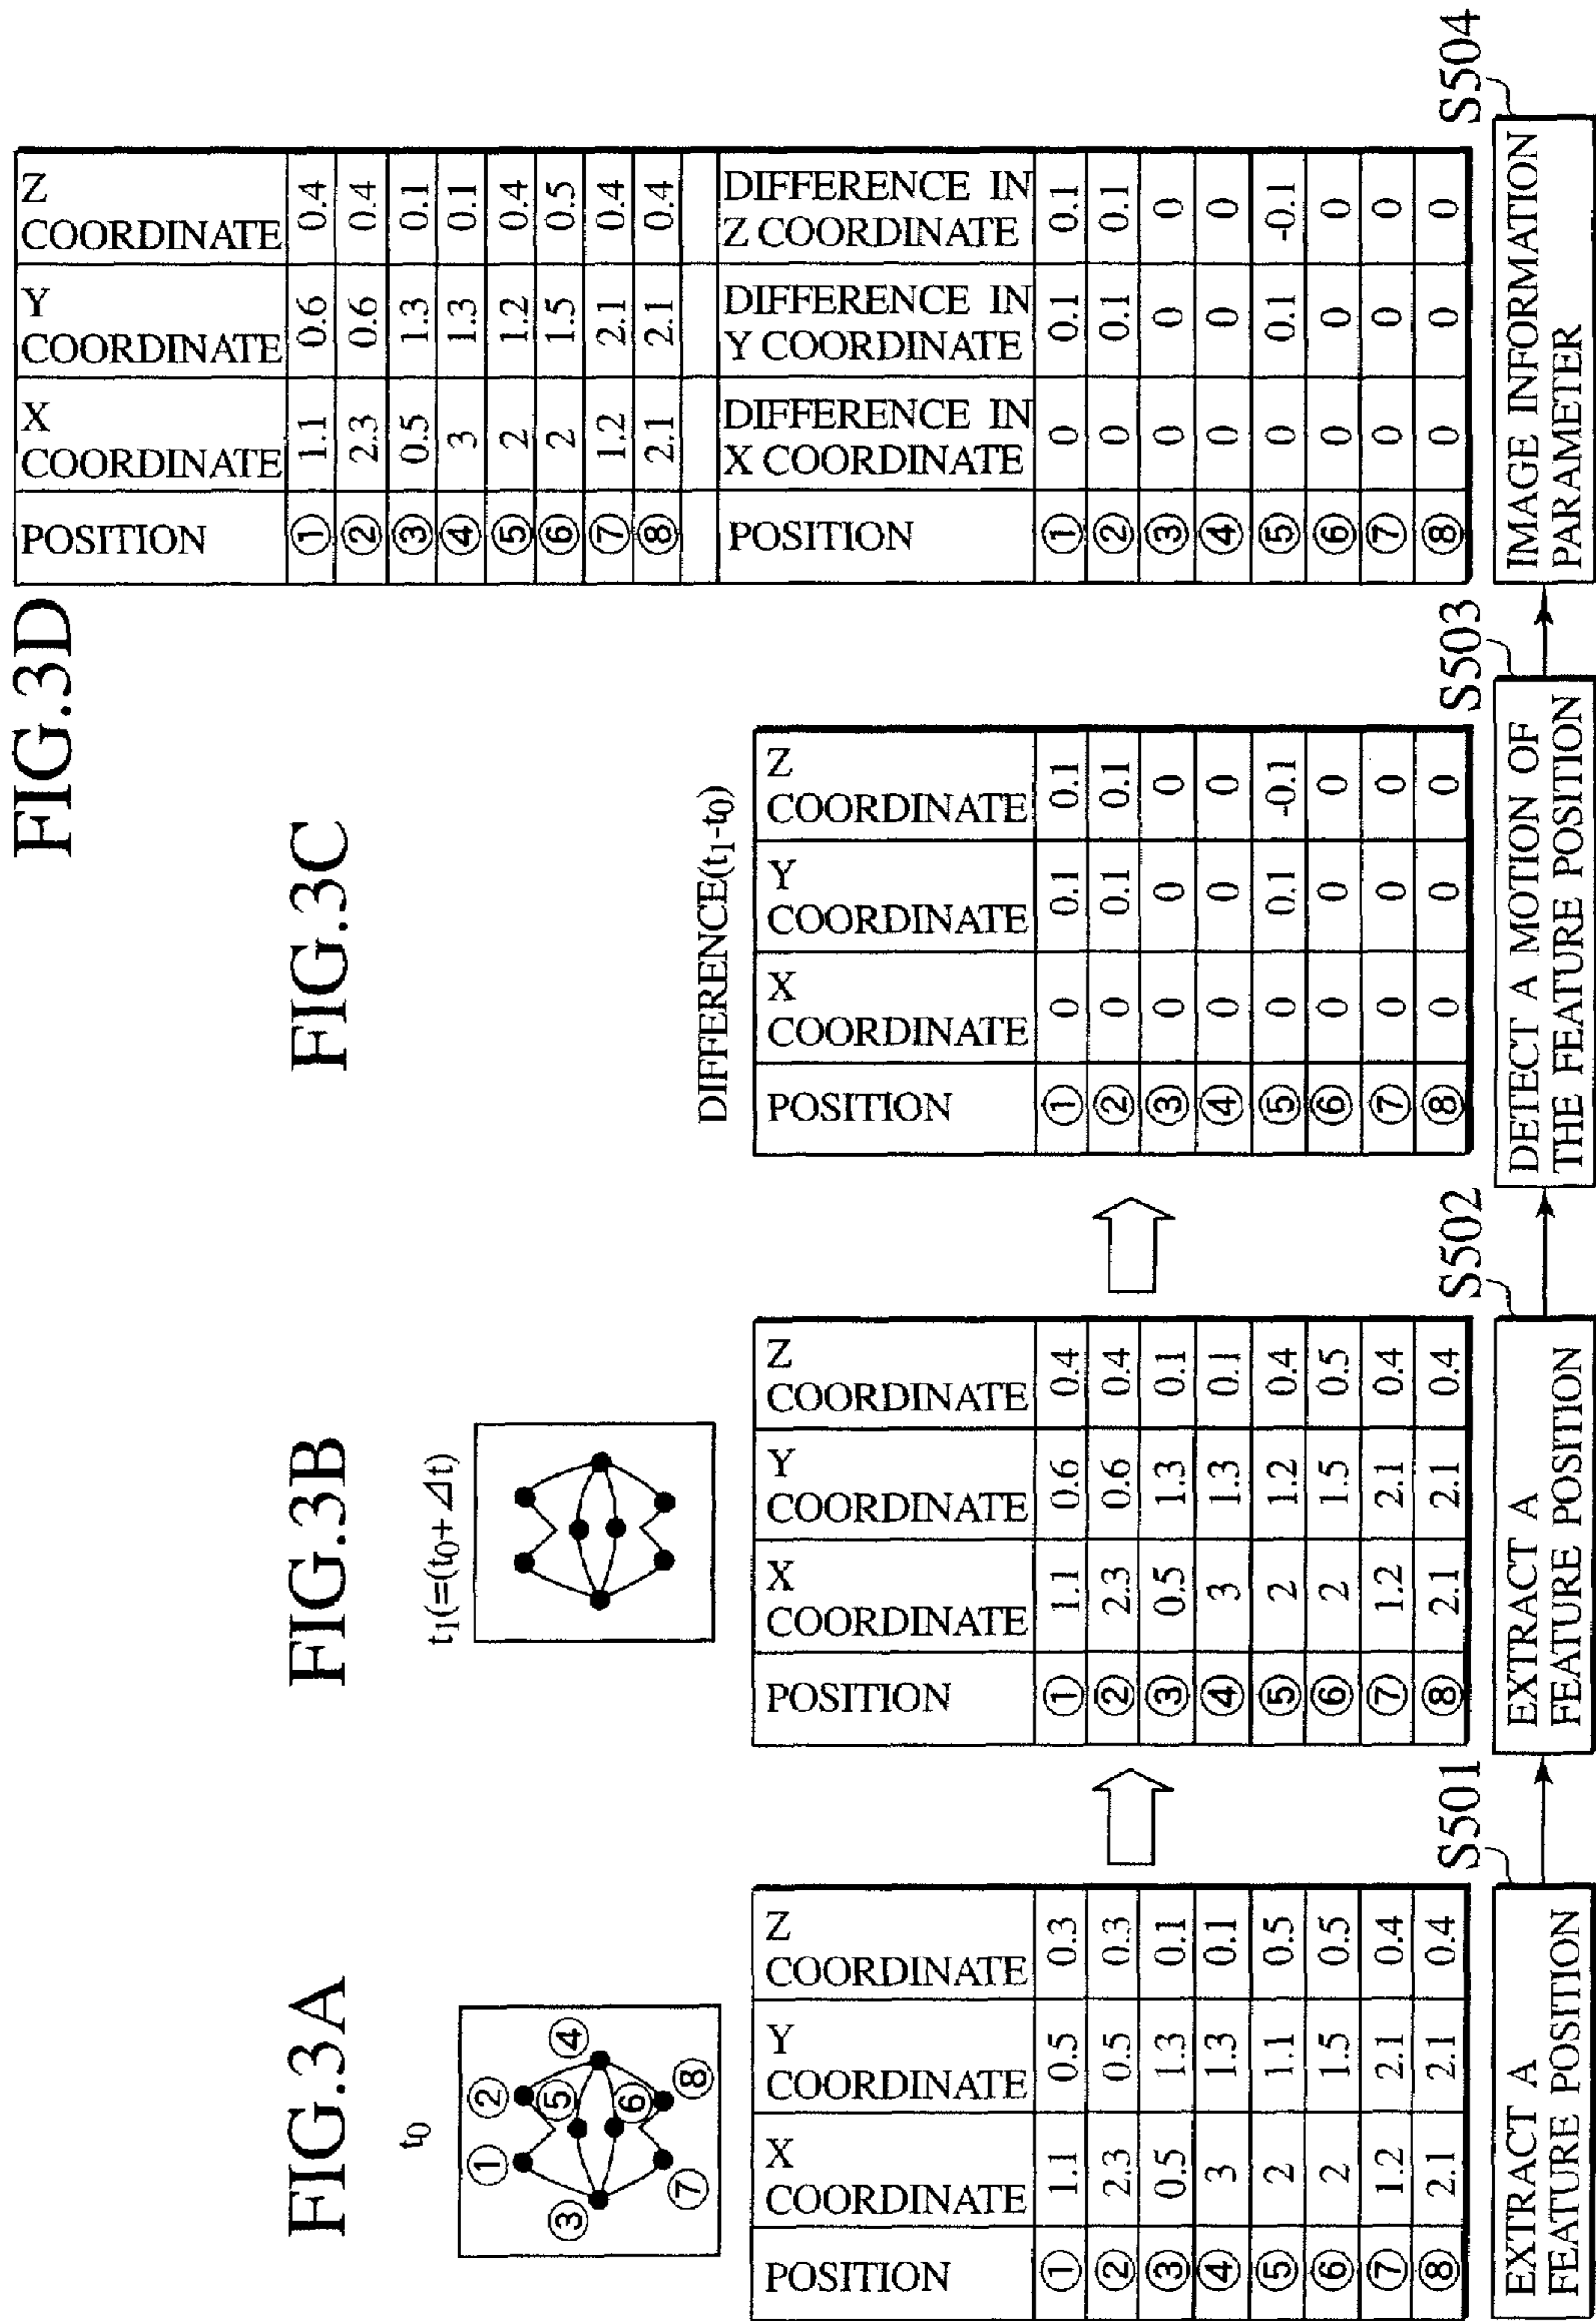 FIG.3A
t0
① ②
③ ⑤ ④
⑥
⑦ ⑧
POSITION X COORDINATE Y COORDINATE Z COORDINATE
① 1.1 0.5 0.3
② 2.3 0.5 0.3
③ 0.5 1.3 0.1
④ 3 1.3 0.1
⑤ 2 1.1 0.5
⑥ 2 1.5 0.5
⑦ 1.2 2.1 0.4
⑧ 2.1 2.1 0.4
S501
EXTRACT A
FEATURE POSITION
FIG.3B
t1(=(t0+Δt)
POSITION X COORDINATE Y COORDINATE Z COORDINATE
① 1.1 0.6 0.4
② 2.3 0.6 0.4
③ 0.5 1.3 0.1
④ 3 1.3 0.1
⑤ 2 1.2 0.4
⑥ 2 1.5 0.5
⑦ 1.2 2.1 0.4
⑧ 2.1 2.1 0.4
S502
EXTRACT A
FEATURE POSITION
FIG.3C
DIFFERENCE(t1-t0)
POSITION X COORDINATE Y COORDINATE Z COORDINATE
① 0 0.1 0.1
② 0 0.1 0.1
③ 0 0 0
④ 0 0 0
⑤ 0 0.1 -0.1
⑥ 0 0 0
⑦ 0 0 0
⑧ 0 0 0
S503
DETECT A MOTION OF
THE FEATURE POSITION
FIG.3D
POSITION X COORDINATE Y COORDINATE Z COORDINATE
① 1.1 0.6 0.4
② 2.3 0.6 0.4
③ 0.5 1.3 0.1
④ 3 1.3 0.1
⑤ 2 1.2 0.4
⑥ 2 1.5 0.5
⑦ 1.2 2.1 0.4
⑧ 2.1 2.1 0.4
POSITION DIFFERENCE IN X COORDINATE DIFFERENCE IN Y COORDINATE DIFFERENCE IN Z COORDINATE
① 0 0.1 0.1
② 0 0.1 0.1
③ 0 0 0
④ 0 0 0
⑤ 0 0.1 -0.1
⑥ 0 0 0
⑦ 0 0 0
⑧ 0 0 0
S504
IMAGE INFORMATION
PARAMETER